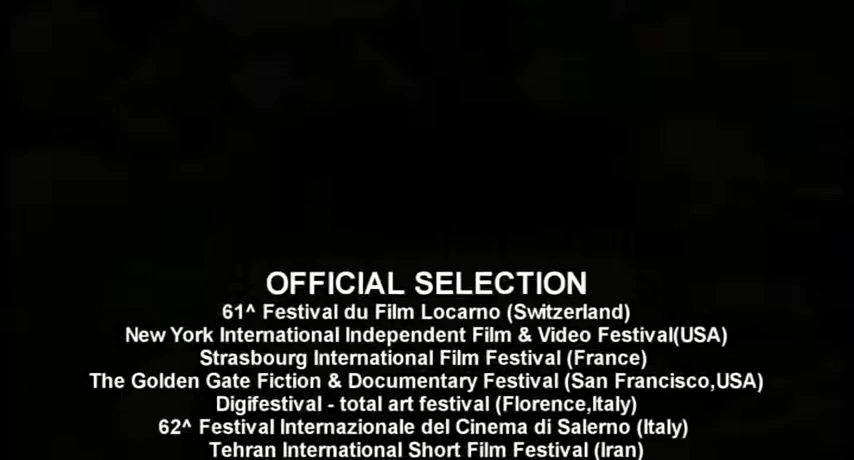 OFFICIAL SELECTION
61^ Festival du Film Locarno (Switzerland)
New York International Independent Film & Video Festival(USA)
Strasbourg International Film Festival (France)
The Golden Gate Fiction & Documentary Festival (San Francisco,USA)
Digifestival - total art festival (Florence,Italy)
62^ Festival Internazionale del Cinema di Salerno (Italy)
Tehran International Short Film Festival (Iran)